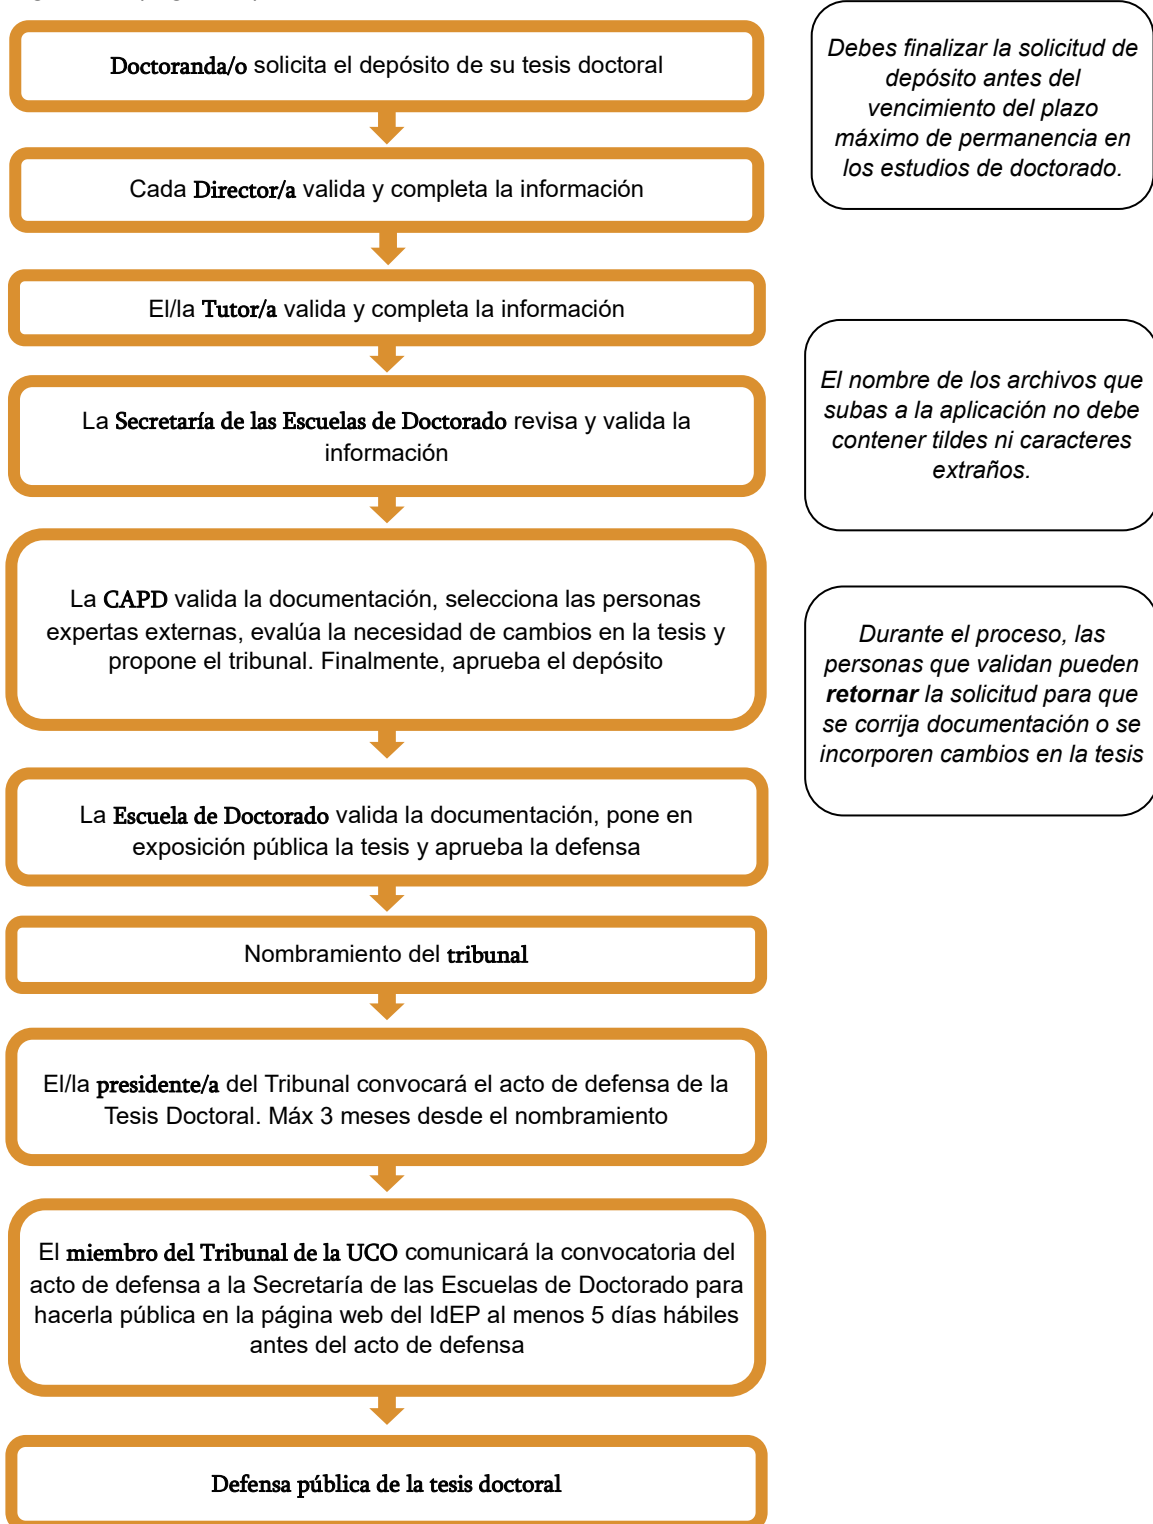 Doctoranda/o solicita el depósito de su tesis doctoral
Cada Director/a valida y completa la información
El/la Tutor/a valida y completa la información
La Secretaría de las Escuelas de Doctorado revisa y valida la
información
La CAPD valida la documentación, selecciona las personas
expertas externas, evalúa la necesidad de cambios en la tesis y
propone el tribunal. Finalmente, aprueba el depósito
La Escuela de Doctorado valida la documentación, pone en
exposición pública la tesis y aprueba la defensa
Nombramiento del tribunal
El/la presidente/a del Tribunal convocará el acto de defensa de la
Tesis Doctoral. Máx 3 meses desde el nombramiento
El miembro del Tribunal de la UCO comunicará la convocatoria del
acto de defensa a la Secretaría de las Escuelas de Doctorado para
hacerla pública en la página web del IdEP al menos 5 días hábiles
antes del acto de defensa
Defensa pública de la tesis doctoral
Debes finalizar la solicitud de
depósito antes del
vencimiento del plazo
máximo de permanencia en
los estudios de doctorado.
El nombre de los archivos que
subas a la aplicación no debe
contener tildes ni caracteres
extraños.
Durante el proceso, las
personas que validan pueden
retornar la solicitud para que
se corrija documentación o se
incorporen cambios en la tesis